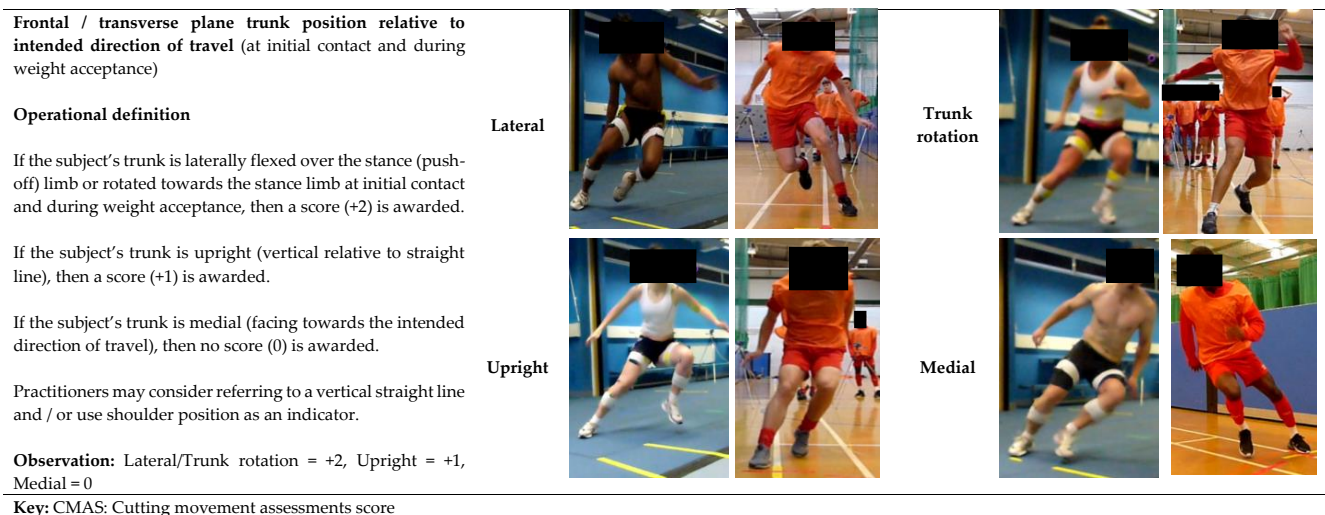 Frontal / transverse plane trunk position relative to
intended direction of travel (at initial contact and during
weight acceptance)
Operational definition
If the subject's trunk is laterally flexed over the stance (push-
off) limb or rotated towards the stance limb at initial contact
and during weight acceptance, then a score (+2) is awarded.
If the subject's trunk is upright (vertical relative to straight
line), then a score (+1) is awarded.
If the subject's trunk is medial (facing towards the intended
direction of travel), then no score (0) is awarded.
Practitioners may consider referring to a vertical straight line
and / or use shoulder position as an indicator.
Observation: Lateral/Trunk rotation = +2, Upright = +1,
Medial = 0
Lateral
Trunk
rotation
Upright
Medial
Key: CMAS: Cutting movement assessments score